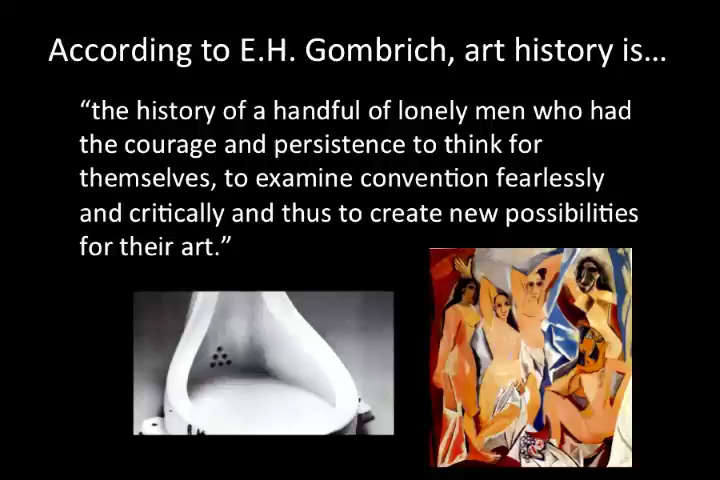 According to E.H. Gombrich, art history is…
“the history of a handful of lonely men who had
the courage and persistence to think for
themselves, to examine convention fearlessly
and critically and thus to create new possibilities
for their art.”